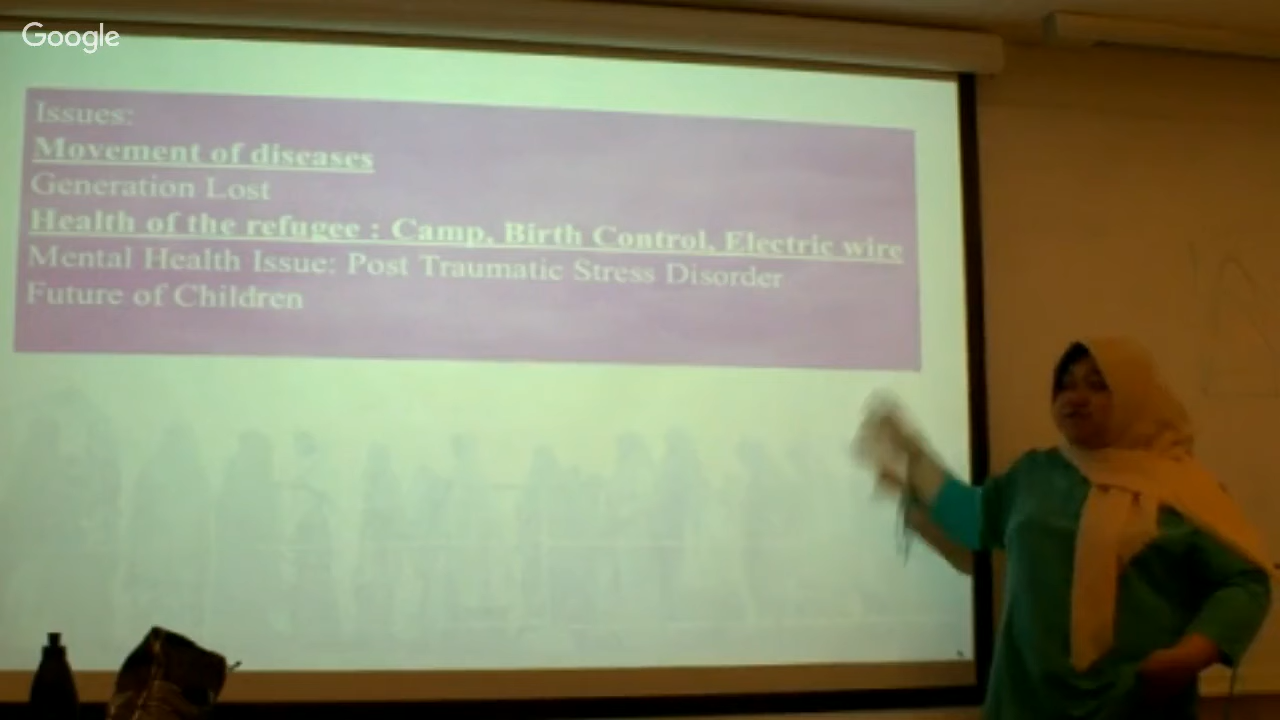 Google
Issues:
Movement of diseases
Generation Lost
Health of the refugee : Camp, Birth Control, Electric wire
Mental Health Issue: Post Traumatic Stress Disorder
Future of Children